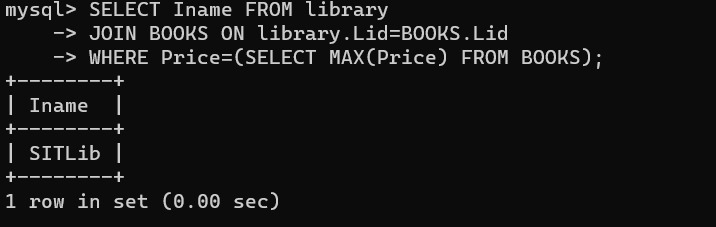 mysql> SELECT Iname FROM library
    -> JOIN BOOKS ON library.Lid=BOOKS.Lid
    -> WHERE Price=(SELECT MAX(Price) FROM BOOKS);
+--------+
| Iname  |
+--------+
| SITLib |
+--------+
1 row in set (0.00 sec)